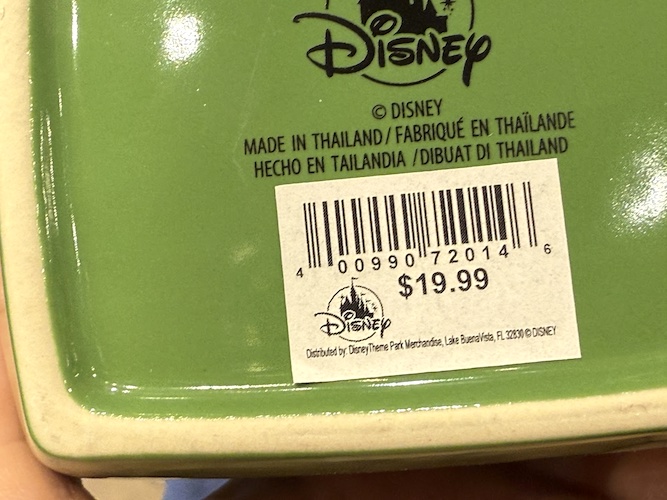 Disney
© DISNEY
MADE IN THAILAND / FABRIQUÉ EN THAÏLANDE
HECHO EN TAILANDIA / DIBUAT DI THAILAND
4 00990 72014 6
$19.99
Disney
Distributed by: Disney Theme Park Merchandise, Lake Buena Vista, FL 32830 © DISNEY